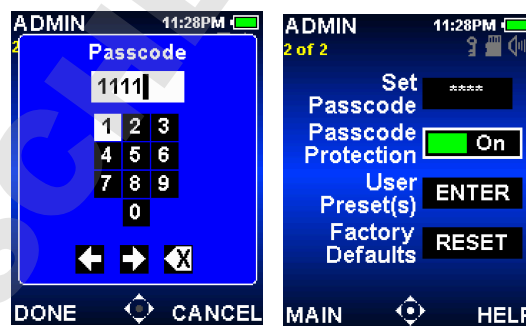 ADMIN 11:28PM
2
Passcode
1111
1 2 3
4 5 6
7 8 9
0
DONE CANCEL
ADMIN 11:28PM
2 of 2
Set
Passcode ****
Passcode
Protection On
User
Preset(s) ENTER
Factory
Defaults RESET
MAIN HELP